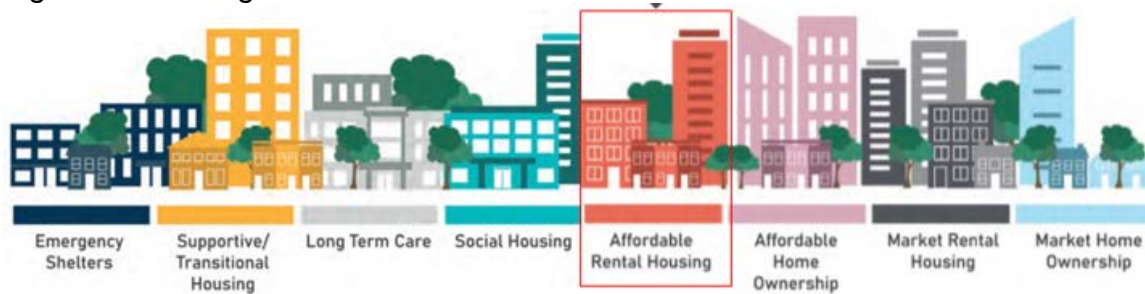 Emergency
Shelters
Supportive/
Transitional
Housing
Long Term Care
Social Housing
Affordable
Rental Housing
Affordable
Home
Ownership
Market Rental
Housing
Market Home
Ownership